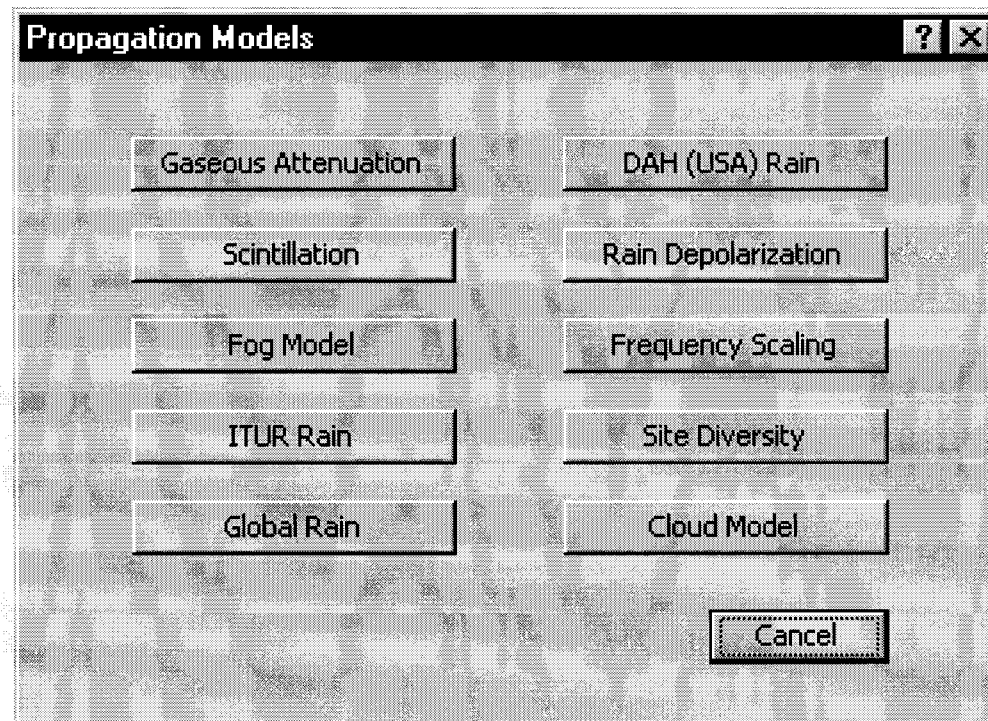 Propagation Models ? X
Gaseous Attenuation
DAH (USA) Rain
Scintillation
Rain Depolarization
Fog Model
Frequency Scaling
ITUR Rain
Site Diversity
Global Rain
Cloud Model
Cancel